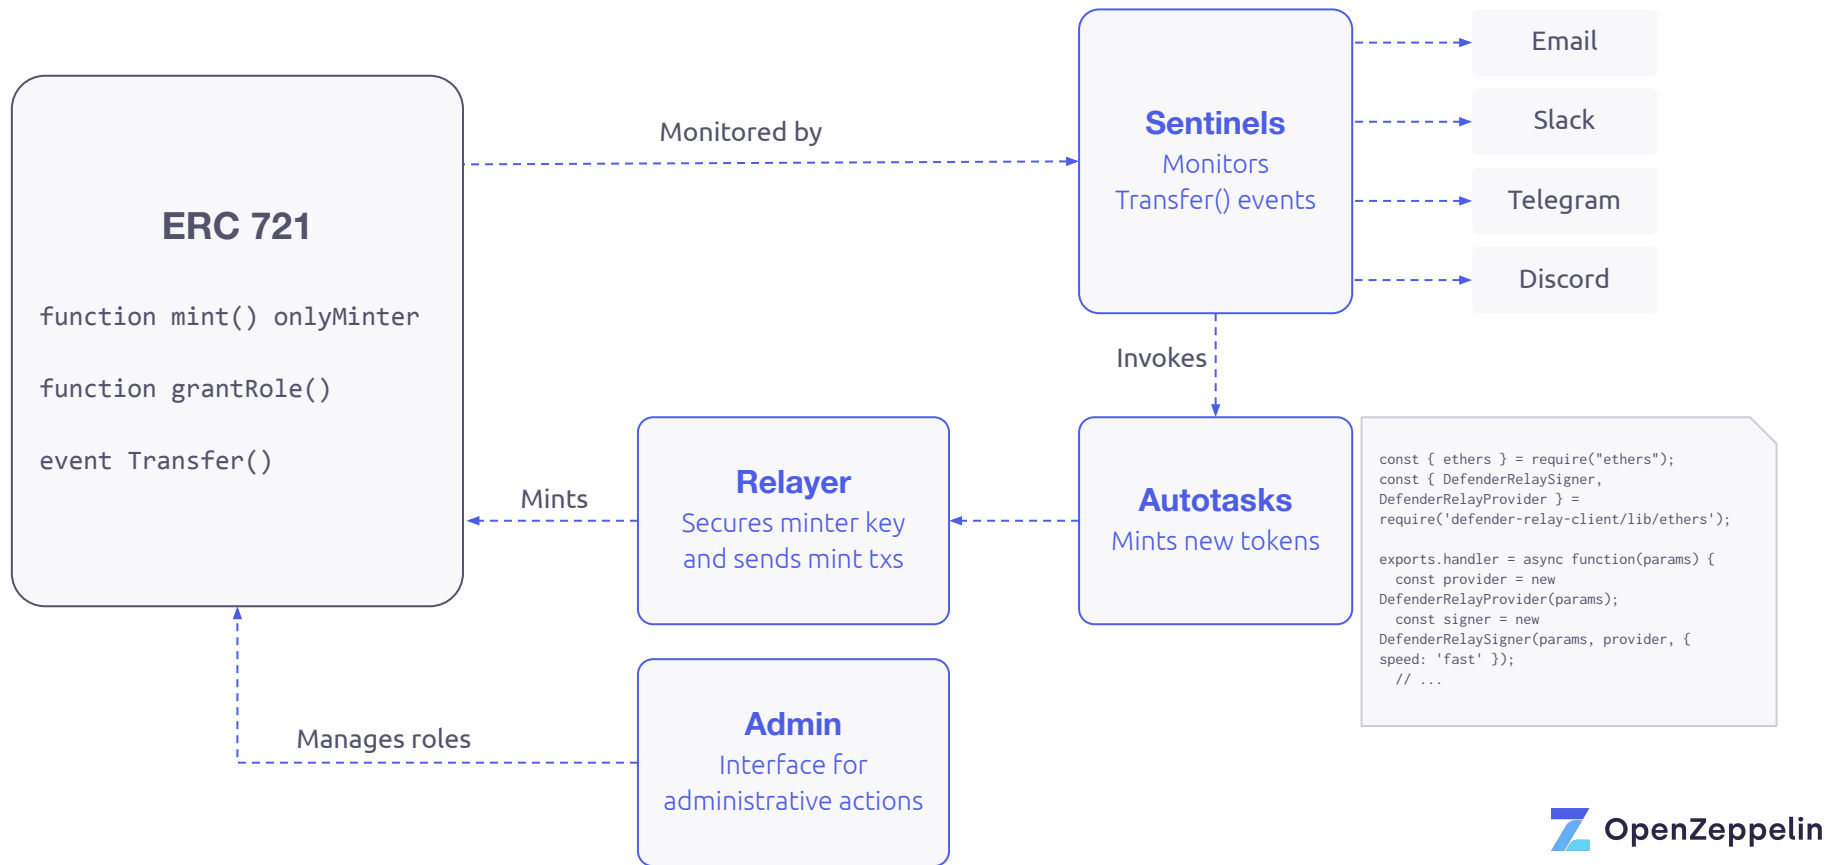 ERC 721
function mint() onlyMinter
function grantRole()
event Transfer()
Monitored by
Sentinels
Monitors
Transfer() events
Email
Slack
Telegram
Discord
Invokes
Mints
Relayer
Secures minter key
and sends mint txs
Autotasks
Mints new tokens
const { ethers } = require("ethers");
const { DefenderRelaySigner,
DefenderRelayProvider } =
require('defender-relay-client/lib/ethers');
exports.handler = async function(params) {
  const provider = new
DefenderRelayProvider(params);
  const signer = new
DefenderRelaySigner(params, provider, {
speed: 'fast' });
  // ...
Manages roles
Admin
Interface for
administrative actions
OpenZeppelin